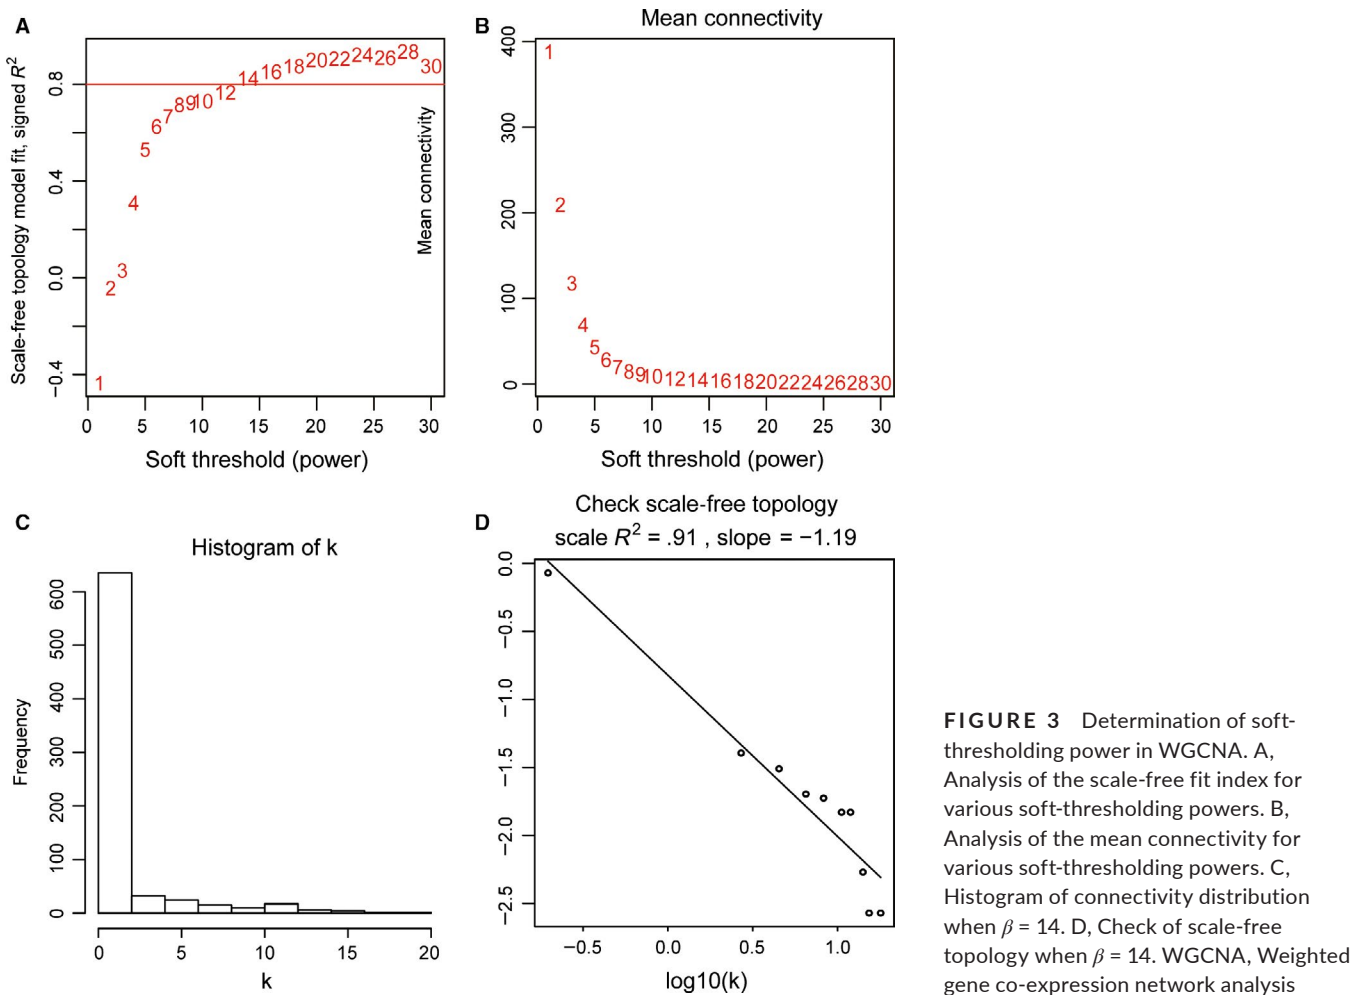 A
Scale-free topology model fit, signed R²
0.8
0.4
0.0
−0.4
1
2
3
4
5
6
7
8
9
10
12
14
16
18
20
22
24
26
28
30
Mean connectivity
0 5 10 15 20 25 30
Soft threshold (power)
B
Mean connectivity
400
300
200
100
0
1
2
3
4
5
6
7
8
9
10
12
14
16
18
20
22
24
26
28
30
0 5 10 15 20 25 30
Soft threshold (power)
C
Histogram of k
Frequency
600
500
400
300
200
100
0
0 5 10 15 20
k
D
Check scale-free topology
scale R² = .91 , slope = −1.19
0.0
−0.5
−1.0
−1.5
−2.0
−2.5
−0.5 0.0 0.5 1.0
log10(k)
FIGURE 3 Determination of soft-
thresholding power in WGCNA. A,
Analysis of the scale-free fit index for
various soft-thresholding powers. B,
Analysis of the mean connectivity for
various soft-thresholding powers. C,
Histogram of connectivity distribution
when β = 14. D, Check of scale-free
topology when β = 14. WGCNA, Weighted
gene co-expression network analysis